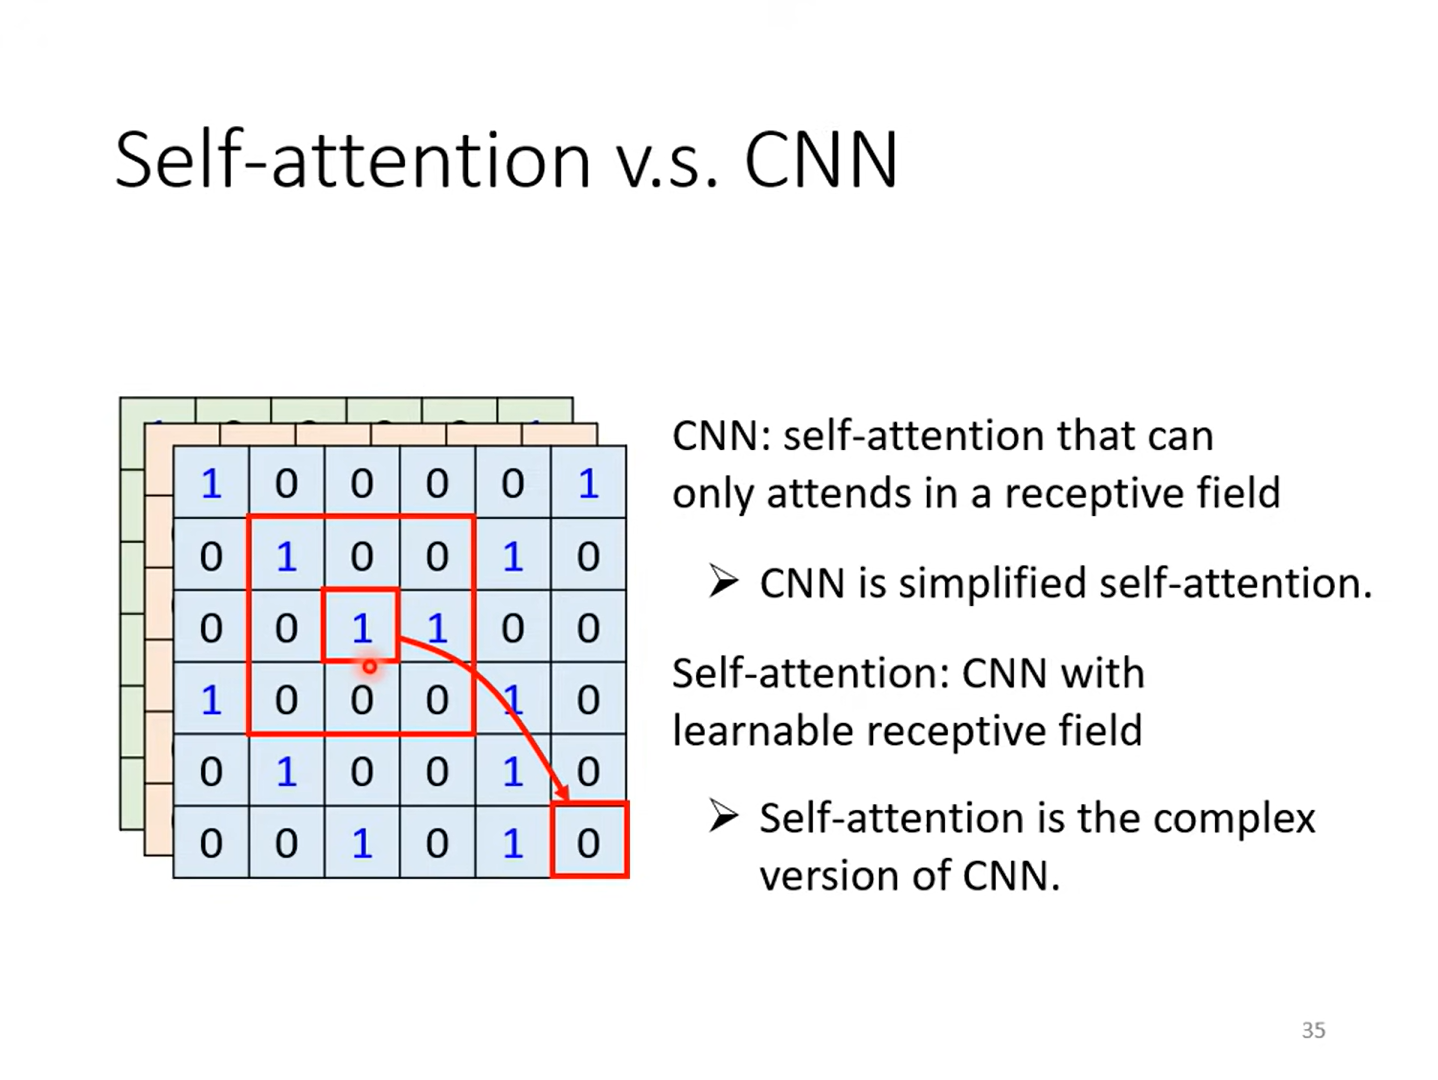 Self-attention v.s. CNN
1 0 0 0 0 1
0 1 0 0 1 0
0 0 1 1 0 0
1 0 0 0 1 0
0 1 0 0 1 0
0 0 1 0 1 0
CNN: self-attention that can
only attends in a receptive field
➢ CNN is simplified self-attention.
Self-attention: CNN with
learnable receptive field
➢ Self-attention is the complex
version of CNN.
35